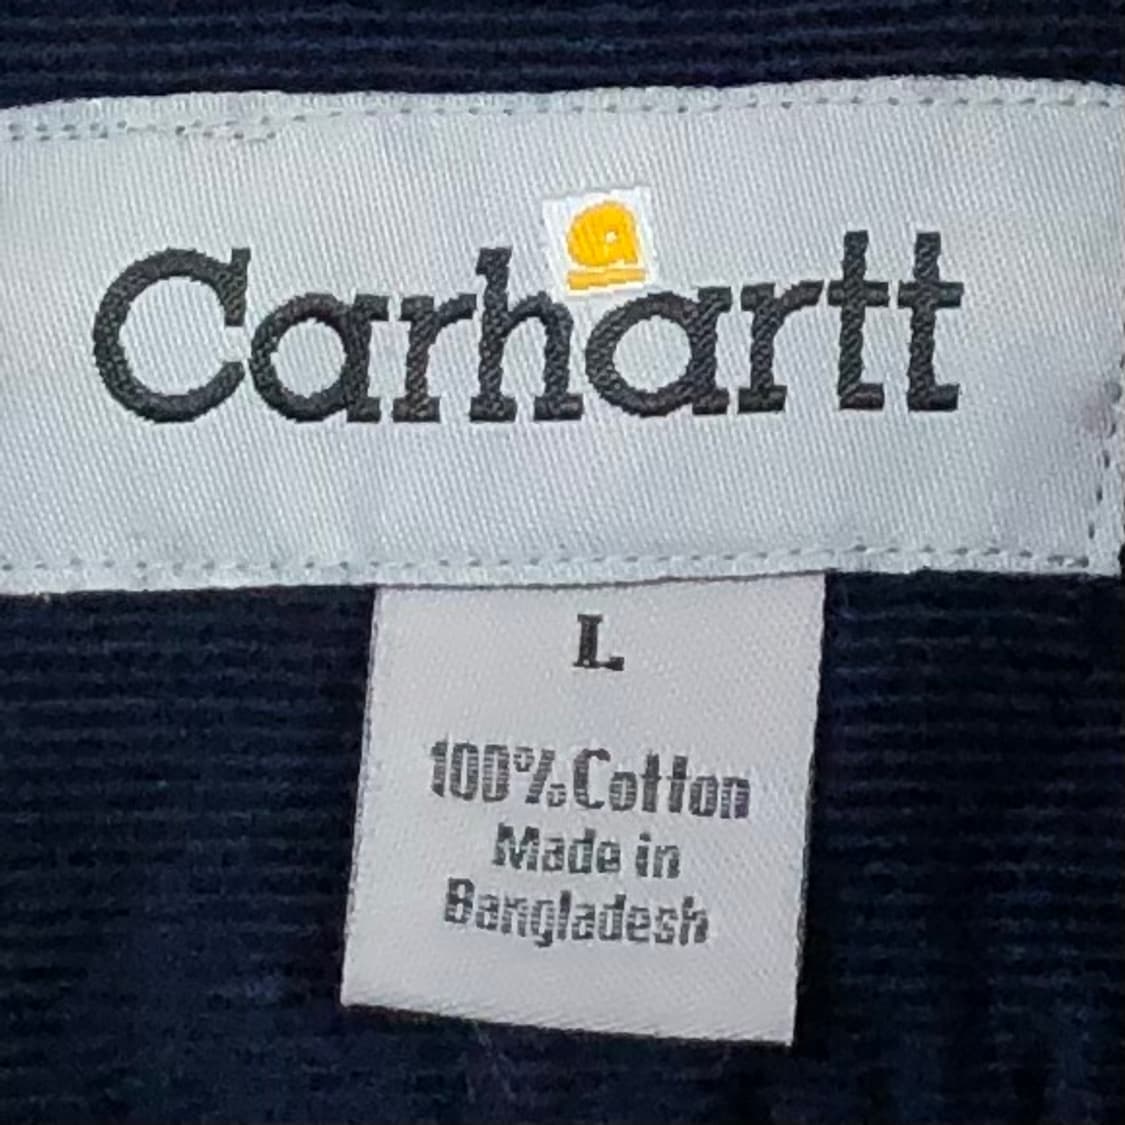 Carhartt
L
100% Cotton
Made in
Bangladesh